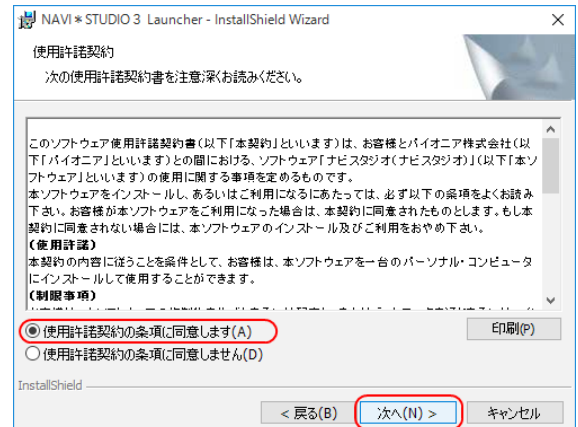 NAVI＊STUDIO 3 Launcher - InstallShield Wizard
使用許諾契約
次の使用許諾契約書を注意深くお読みください。
このソフトウェア使用許諾契約書(以下「本契約」といいます)は、お客様とパイオニア株式会社(以
下「パイオニア」といいます)との間における、ソフトウェア「ナビスタジオ(ナビスタジオ)」(以下「本ソ
フトウェア」といいます)の使用に関する事項を定めるものです。
本ソフトウェアをインストールし、あるいはご利用になるにあたっては、必ず以下の条項をよくお読み
下さい。お客様が本ソフトウェアをご利用になった場合は、本契約に同意されたものとします。もし本
契約に同意されない場合には、本ソフトウェアのインストール及びご利用をおやめ下さい。
(使用許諾)
本契約の内容に従うことを条件として、お客様は、本ソフトウェアを一台のパーソナル・コンピュータ
にインストールして使用することができます。
(制限事項)
使用許諾契約の条項に同意します(A)
印刷(P)
使用許諾契約の条項に同意しません(D)
InstallShield
< 戻る(B) 次へ(N) > キャンセル